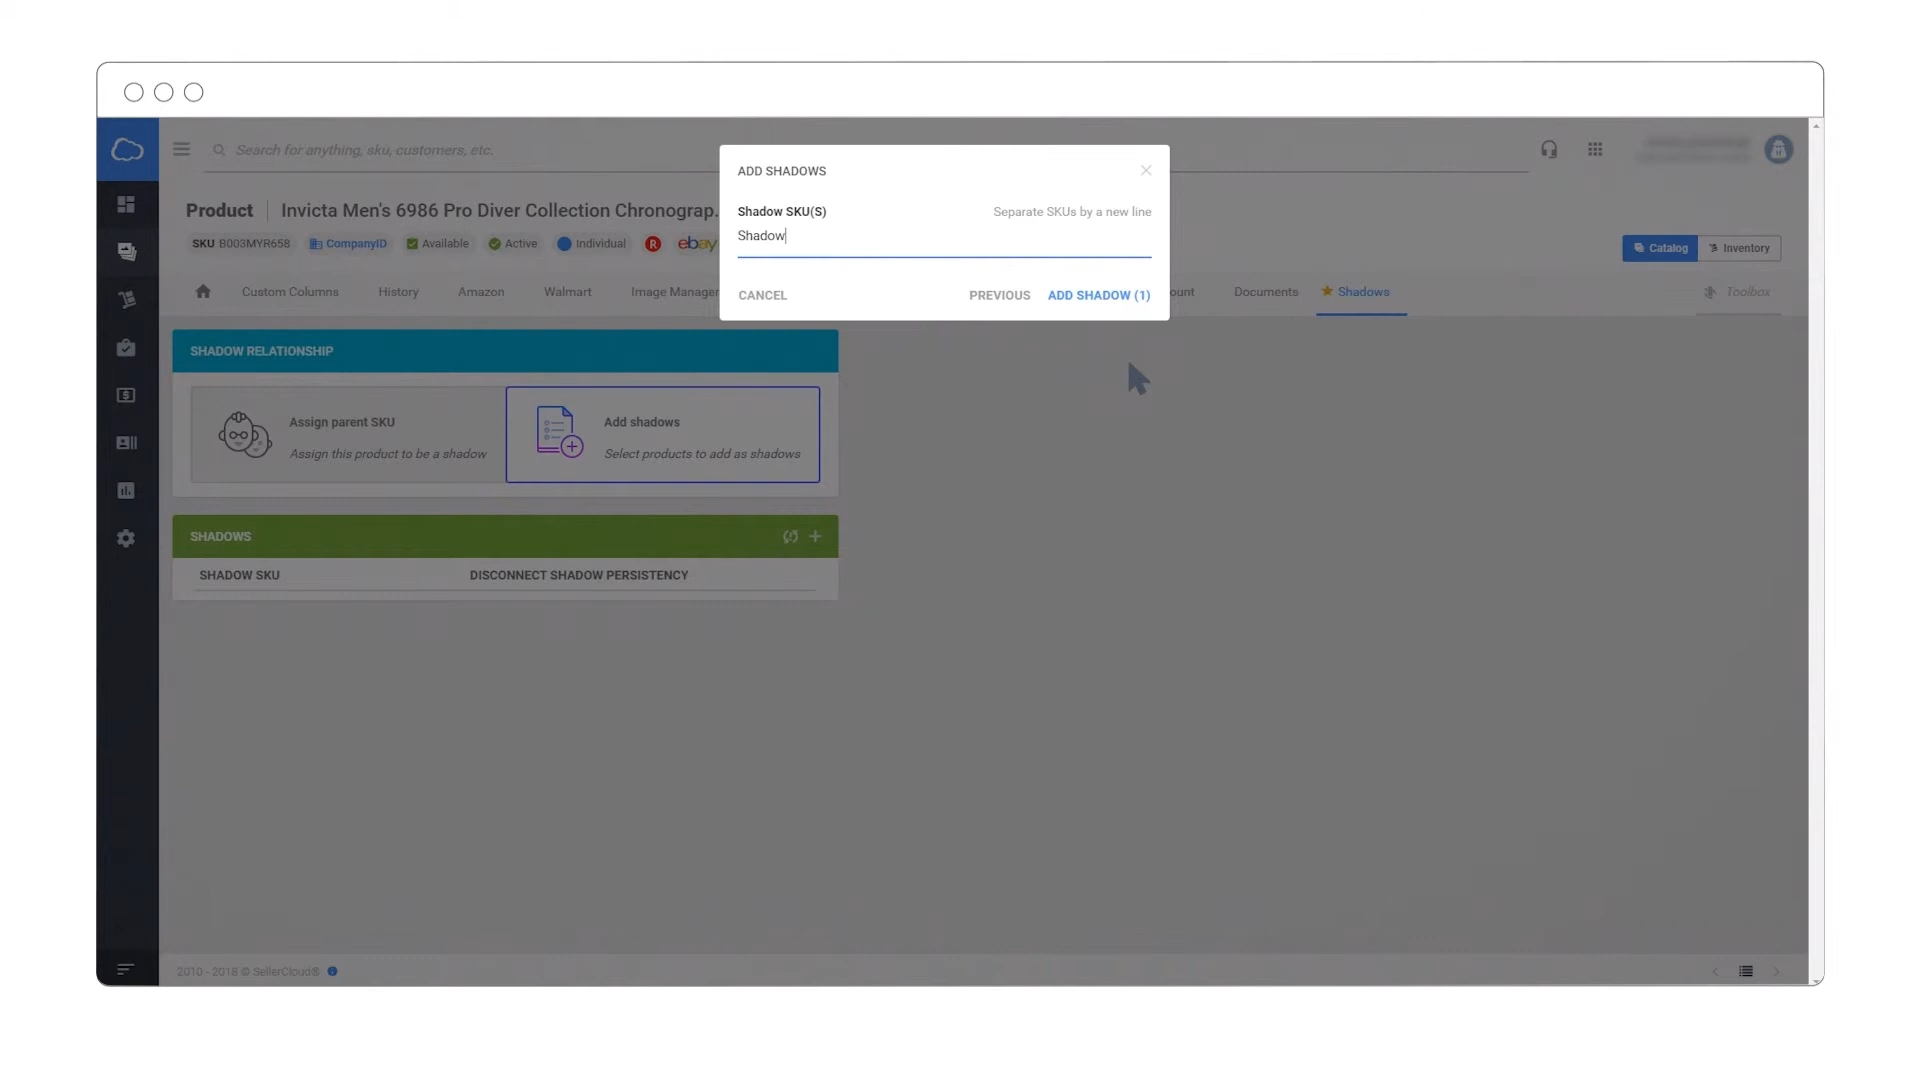 Search for anything, sku, customers, etc.
ADD SHADOWS
Shadow SKU(S)
Separate SKUs by a new line
Shadow
CANCEL
PREVIOUS
ADD SHADOW (1)
Product
Invicta Men's 6986 Pro Diver Collection Chronograp.
SKU B003MYR658
CompanyID
Available
Active
Individual
R
ebay
Catalog
Inventory
Custom Columns
History
Amazon
Walmart
Image Manager
ount
Documents
Shadows
Toolbox
SHADOW RELATIONSHIP
Assign parent SKU
Assign this product to be a shadow
Add shadows
Select products to add as shadows
SHADOWS
SHADOW SKU
DISCONNECT SHADOW PERSISTENCY
2010 - 2018 © SellerCloud®